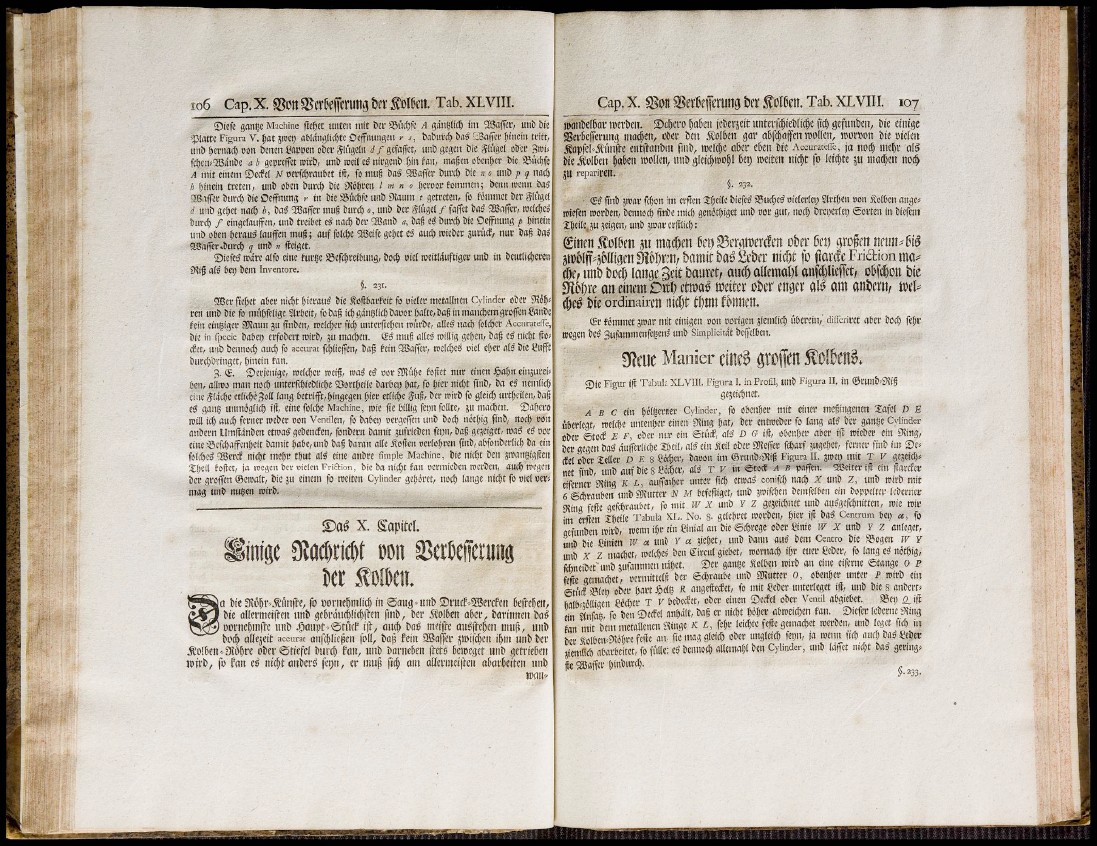 106 Cap. X. Von Verbesserung der Kolben. Tab. XLVIII.
Diese gantze Machine stehet unten mit der Büchse A gäntzlich im Wasser, und die
Platte Figura V. hat zwey ablänglichte Oeffnungen r s, dadurch das Wasser hinein tritt,
und hernach von denen Larven oder Flügeln d f gefasset, und gegen die Flügel oder Zwi-
schen-Wände a b gepresset wird, und weil es nirgend hin kan, maßen obenher die Büchse
A mit einem Deckel N verschraubet ist, so muß das Wasser durch die n o und p q nach
h hinein treten, und oben durch die Röhren l m n o hervor kommen; denn wenn das
Wasser durch die Oeffnung r in die Büchse und Raum t getreten, so kömmet der Flügel
d und gehet nach b, das Wasser muß durch o, und der Flügel f fasset das Wasser, welches
durch f eingelauffen, und treibet es nach der Wand a, daß es durch die Oeffnung p hinein
und oben heraus lauffen muß; auf solche Weise gehet es auch wieder zurück, nur daß das
Wasser durch q und n steiget.
Dieses wäre also eine kurtze Beschreibung, doch viel weitläuftiger und in deutlicheren
Riß als bey dem Inventore.
§. 231.
Wer siehet aber nicht hieraus die Kostbarkeit so vieler metallnen Cylinder oder Röh-
ren und die so mühselige Arbeit, so daß ich gäntzlich davor halte, daß in manchem grossen Lande
kein eintziger Mann zu finden, welcher sich unterstehen würde, alles nach solcher Accuratesse,
die in specie dabey erfodert wird, zu machen. Es muß alles willig gehen, daß es nicht sto-
cket, und dennoch auch so accurat schliessen, daß kein Wasser, welches viel eher als die Lufft
durchdringet, hinein kan.
Z. E. Derjenige, welcher weiß, was es vor Mühe kostet nur einen Hahn einzurei-
ben, allwo man noch unterschiedliche Vortheile darbey hat, so hier nicht sind, da es nemlich
eine Fläche etliche Zoll lang betrifft, hingegen hier etliche Fuß, der wird so gleich urtheilen, daß
es gantz unmöglich ist, eine solche Machine, wie sie billig seyn sollte, zu machen. Dahero
will ich auch ferner weder von Ventilen, so dabey vergessen und doch nöthig sind, noch von
andern Umständen etwas gedencken, sondern damit zufrieden seyn, daß gezeiget, was es vor
eine Beschaffenheit damit habe, und daß daran alle Kosten verlohren sind, absonderlich da ein
solches Werck nicht mehr thut als eine andre simple Machine, die nicht den zwantzigsten
Theil kostet, ja wegen der vielen Friction, die da nicht kan vermieden werden, auch wegen
der grossen Gewalt, die zu einem so weiten Cylinder gehöret, noch lange nicht so viel ver-
mag und nutzen wird.
Das X. Capitel.
Einige Nachricht von Verbesserung
der Kolben.
Da die Röhr-Künste, so vornehmlich in Saug- und Druck-Wercken bestehen,
die allermeisten und gebräuchlichsten sind, der Kolben aber, darinnen das
vornehmste und Haupt-Stück ist, auch das meiste ausstehen muß, und
doch allezeit accurat anschließen soll, daß kein Wasser zwischen ihm und der
Kolben-Röhre oder Stiefel durch kan, und darneben stets beweget und getrieben
wird, so kan es nicht anders seyn, er muß sich am allermeisten abarbeiten und
wan-
Cap. X. Von Verbesserung der Kolben. Tab. XLVIII. 107
wandelbar werden. Dahero haben jederzeit unterschiedliche sich gefunden, die einige
Verbesserung machen, oder den Kolben gar abschaffen wollen, worvon die vielen
Kapsel-Künste entstanden sind, welche aber eben die Accuratesse, ja noch mehr als
die Kolben haben wollen, und gleichwohl bey weiten nicht so leichte zu machen noch
zu repariren.
§. 232.
Es sind zwar schon im ersten Theile dieses Buches vielerley Arthen von Kolben ange-
wiesen worden, dennoch finde mich genöthiget und vor gut, noch dreyerley Sorten in diesem
Theile zu zeigen, und zwar erstlich:
Einen Kolben zu machen bey Bergwercken oder bey großen neun- bis
zwölff-zölligen Röhren, damit das Leder nicht so starcke Friction ma-
che, und doch lange Zeit dauret, auch allemahl anschliesset, obschon die
Röhre an einem Orth etwas weiter oder enger als am andern, wel-
ches die ordinairen nicht thun können.
Er kömmet zwar mit einigen von vorigen ziemlich überein, differiret aber doch sehr
wegen des Zusammensetzens und Simplicität desselben.
Neue Manier eines grossen Kolbens.
Die Figur ist Tabula XLVIII. Figura I. in Profil, und Figura II. in Grund-Riß
gezeichnet.
A B C ein höltzerner Cylinder, so obenher mit einer meßingenen Tafel D E
überlegt, welche untenher einen Ring hat, der entweder so lang als der gantze Cylinder
oder Stock E F, oder nur ein Stück, als D G ist, obenher aber ist wieder ein Ring,
der gegen das äusserliche Theil, als ein Keil oder Messer scharf zugehet, ferner sind im De-
ckel oder Teller D E 8 Löcher, davon im Grund-Riß Figura II. zwey mit T V gezeich-
net sind, und auf die 8 Löcher, als T V in Stock A B passen. Weiter ist ein starcker
eiserner Ring K L, aussenher unter sich etwas conisch nach X und Z, und wird mit
6 Schrauben und Mutter N M befestiget, und zwischen demselben ein doppelter lederner
Ring feste geschraubet, so mit W X und Y Z gezeichnet und ausgeschnitten, wie wir
im ersten Theile Tabula XL. No. 8. gelehret worden, hier ist das Centrum bey α, so
gefunden wird, wenn ihr ein Linial an die Schrege oder Linie W X und Y Z anleget,
und die Linien W α und Y α ziehet, und dann aus dem Centro die Bogen W Y
und X Z machet, welches den Circul giebet, wornach ihr euer Leder, so lang es nöthig,
schneidet und zusammen nähet. Der gantze Kolben wird an eine eiserne Stange O P
feste gemachet, vermittelst der Schraube und Mutter O, obenher unter P wird ein
Stück Bley oder hart Holtz R angestecket, so mit Leder unterleget ist, und die 8 andert-
halb-zölligen Löcher T V bedecket, oder einen Deckel oder Ventil abgiebet. Bey Q ist
ein Ansatz, so den Deckel anhält, daß er nicht höher abweichen kan. Dieser lederne Ring
kan mit dem metallenen Ringe K L, sehr leichte feste gemachet werden, und leget sich in
der Kolben-Röhre feste an, sie mag gleich oder ungleich seyn, ja wenn sich auch das Leder
ziemlich abarbeitet, so füllet es dennoch allemahl den Cylinder, und lässet nicht das gering-
ste Wasser hindurch.
§. 233.